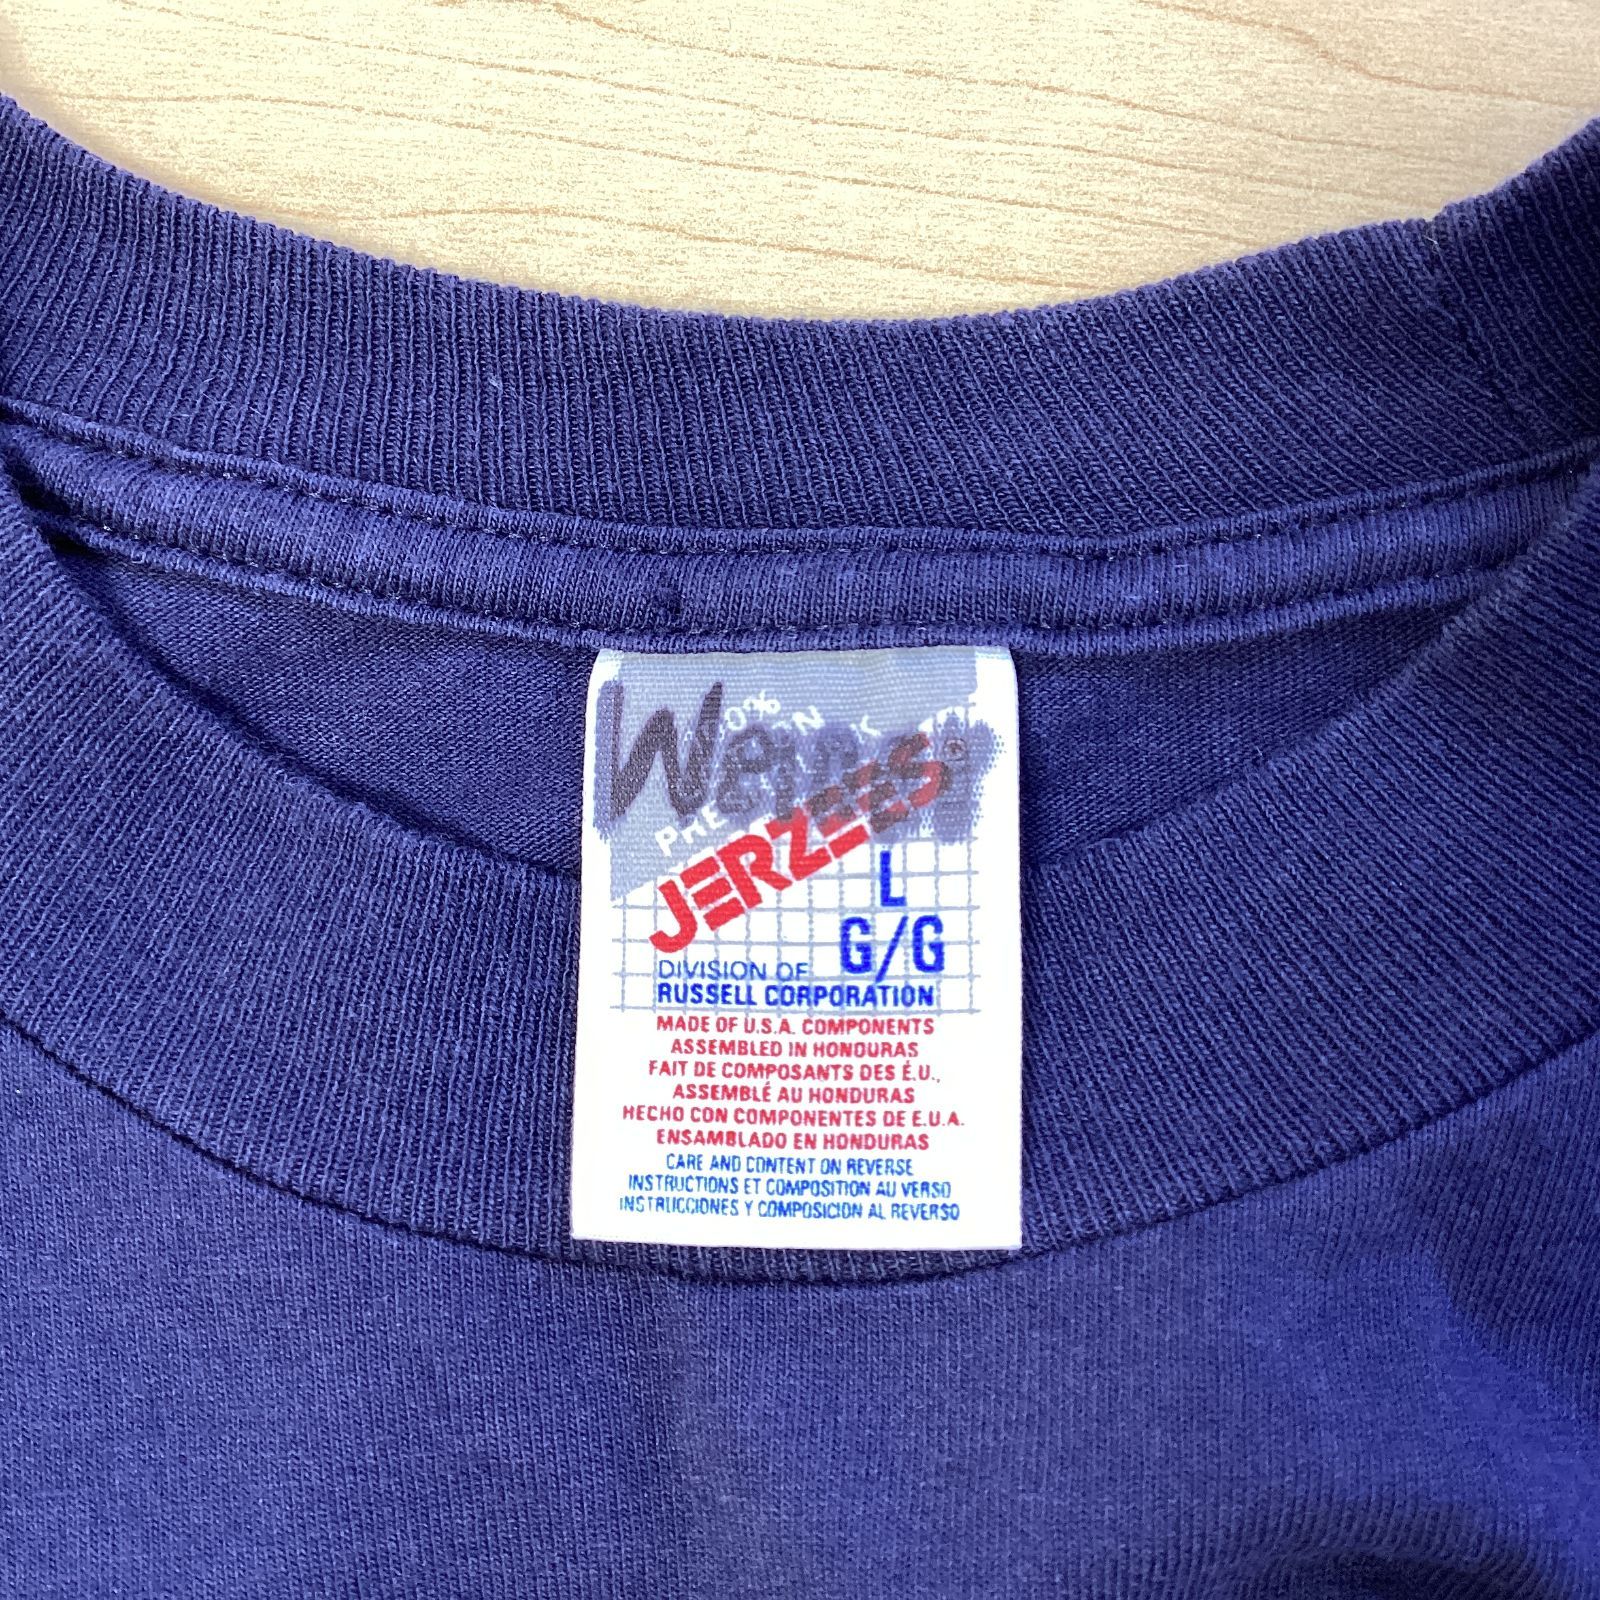 JERZEES
L
G/G
DIVISION OF
RUSSELL CORPORATION
MADE OF U.S.A. COMPONENTS
ASSEMBLED IN HONDURAS
FAIT DE COMPOSANTS DES É.U.,
ASSEMBLÉ AU HONDURAS
HECHO CON COMPONENTES DE E.U.A.
ENSAMBLADO EN HONDURAS
CARE AND CONTENT ON REVERSE
INSTRUCTIONS ET COMPOSITION AU VERSO
INSTRUCCIONES Y COMPOSICION AL REVERSO